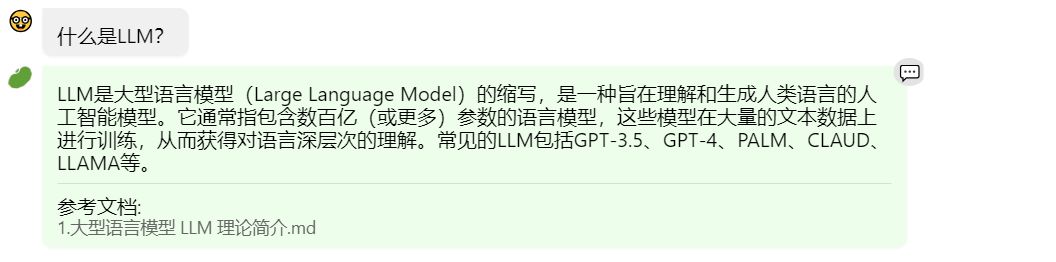 什么是LLM？
LLM是大型语言模型（Large Language Model）的缩写，是一种旨在理解和生成人类语言的人
工智能模型。它通常指包含数百亿（或更多）参数的语言模型，这些模型在大量的文本数据上
进行训练，从而获得对语言深层次的理解。常见的LLM包括GPT-3.5、GPT-4、PALM、CLAUD、
LLAMA等。
参考文档:
1.大型语言模型 LLM 理论简介.md